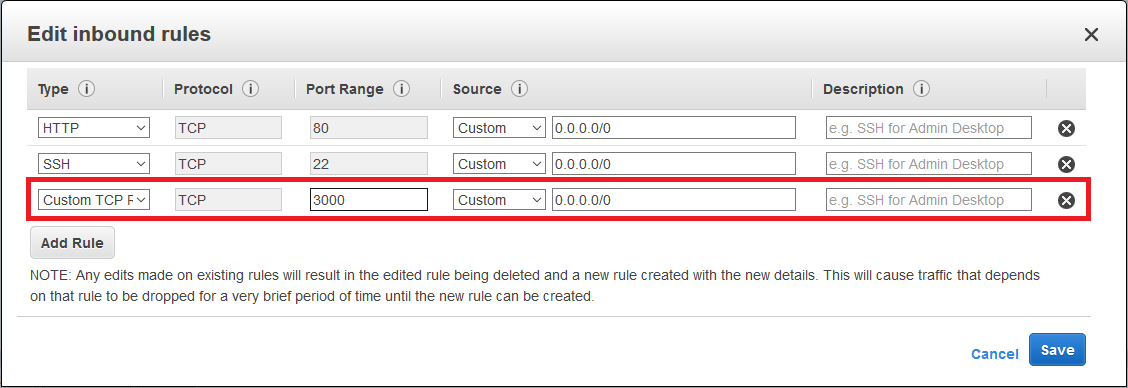 Edit inbound rules
Type Protocol Port Range Source Description
HTTP TCP 80 Custom 0.0.0.0/0 e.g. SSH for Admin Desktop
SSH TCP 22 Custom 0.0.0.0/0 e.g. SSH for Admin Desktop
Custom TCP F TCP 3000 Custom 0.0.0.0/0 e.g. SSH for Admin Desktop
Add Rule
NOTE: Any edits made on existing rules will result in the edited rule being deleted and a new rule created with the new details. This will cause traffic that depends
on that rule to be dropped for a very brief period of time until the new rule can be created.
Cancel Save